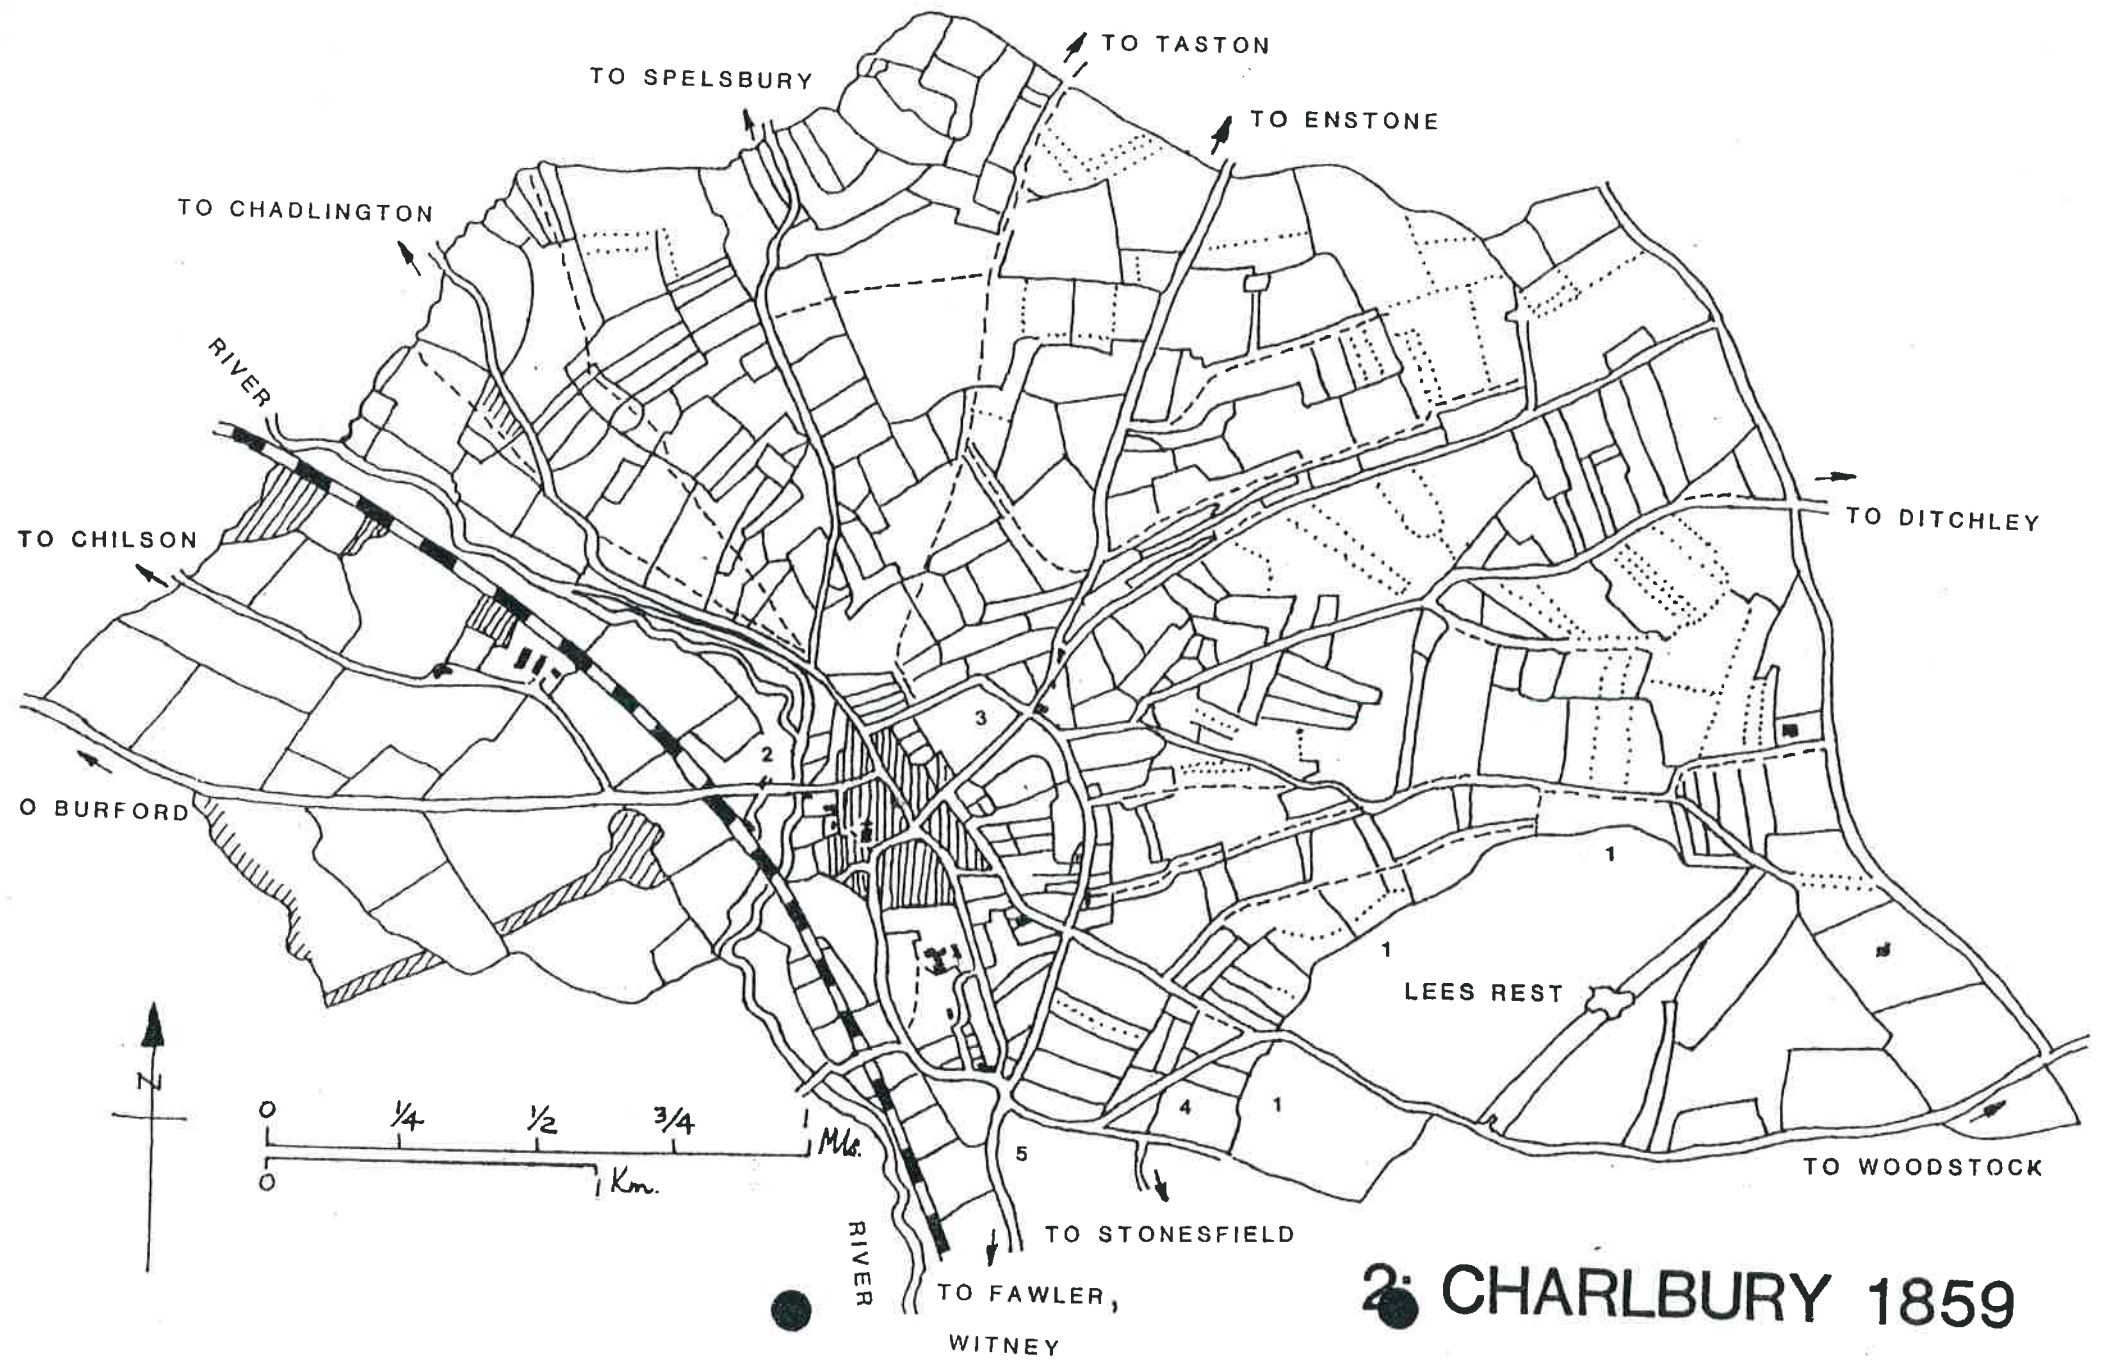 TO TASTON
TO SPELSBURY
TO ENSTONE
TO CHADLINGTON
RIVER
TO DITCHLEY
TO CHILSON
3
2
O BURFORD
1
1
LEES REST
N
0 1/4 1/2 3/4 1 Mls.
0 1 Km.
4
1
5
TO WOODSTOCK
RIVER
TO STONESFIELD
TO FAWLER,
WITNEY
2: CHARLBURY 1859